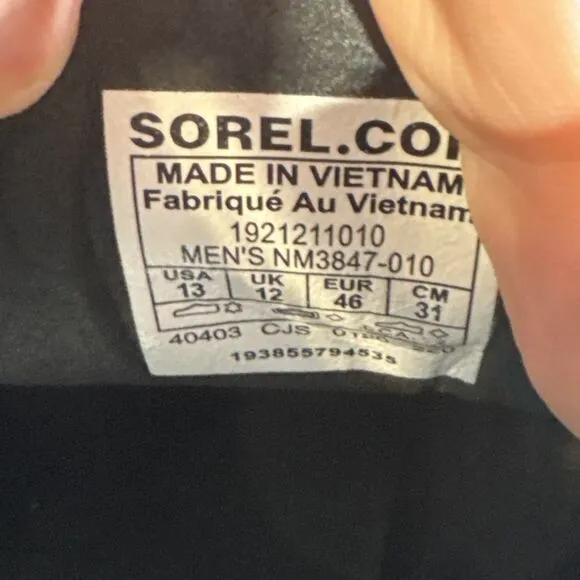 SOREL.CO
MADE IN VIETNAM
Fabriqué Au Vietnam
1921211010
MEN'S NM3847-010
USA UK EUR CM
13 12 46 31
40403 CJS
193855794535